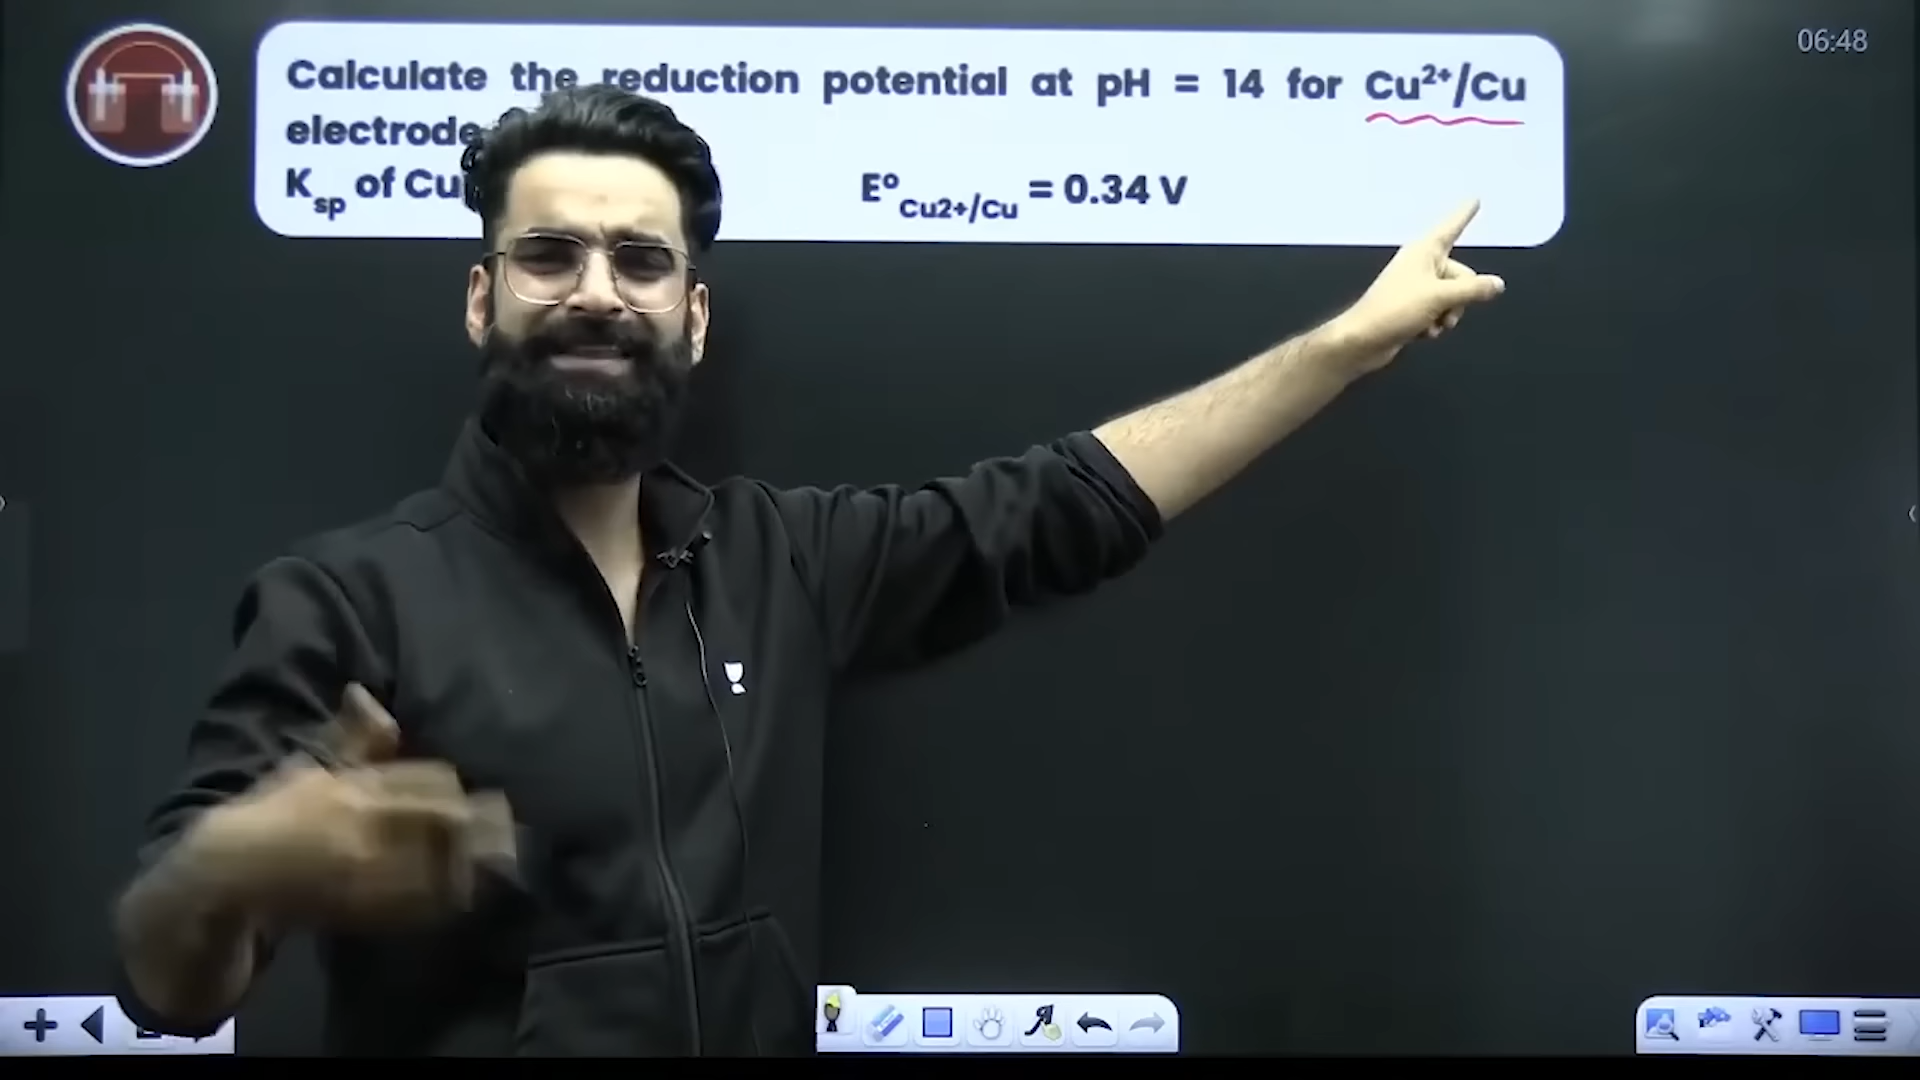 06:48
Calculate the reduction potential at pH = 14 for Cu²⁺/Cu
electrode
Ksp of Cu E°Cu2+/Cu = 0.34 V